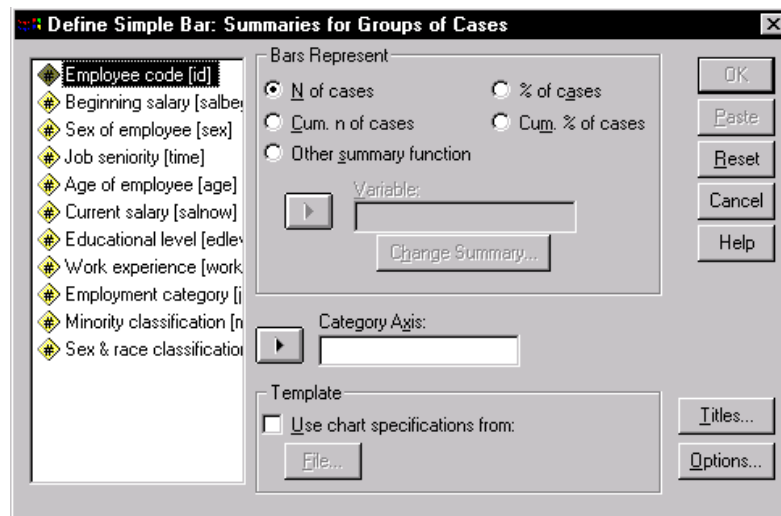 Define Simple Bar: Summaries for Groups of Cases
Employee code [id]
Beginning salary [salbe
Sex of employee [sex]
Job seniority [time]
Age of employee [age]
Current salary [salnow]
Educational level [edlev
Work experience [work
Employment category [j
Minority classification [n
Sex & race classification
Bars Represent
N of cases
% of cases
Cum. n of cases
Cum. % of cases
Other summary function
Variable:
Change Summary...
Category Axis:
Template
Use chart specifications from:
File...
OK
Paste
Reset
Cancel
Help
Titles...
Options...